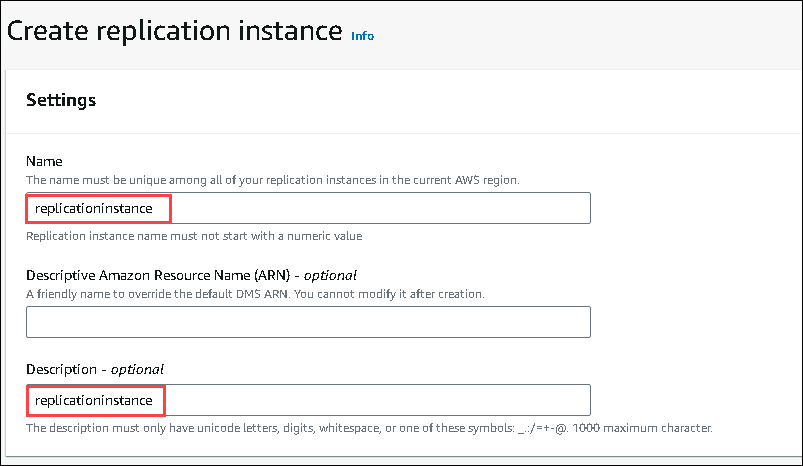 Create replication instance Info
Settings
Name
The name must be unique among all of your replication instances in the current AWS region.
replicationinstance
Replication instance name must not start with a numeric value
Descriptive Amazon Resource Name (ARN) - optional
A friendly name to override the default DMS ARN. You cannot modify it after creation.
Description - optional
replicationinstance
The description must only have unicode letters, digits, whitespace, or one of these symbols: _.:/=+-@. 1000 maximum character.